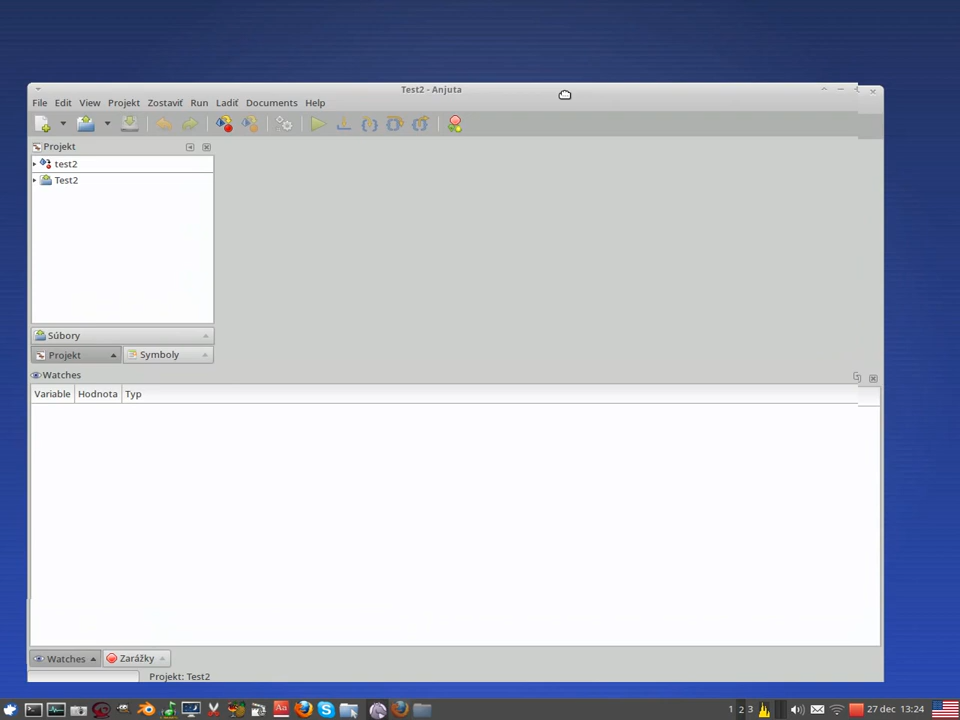 Test2 - Anjuta
File Edit View Projekt Zostaviť Run Ladiť Documents Help
Projekt
test2
Test2
Súbory
Projekt Symboly
Watches
Variable Hodnota Typ
Watches Zarážky
Projekt: Test2
Aa 1 2 3 27 dec 13:24